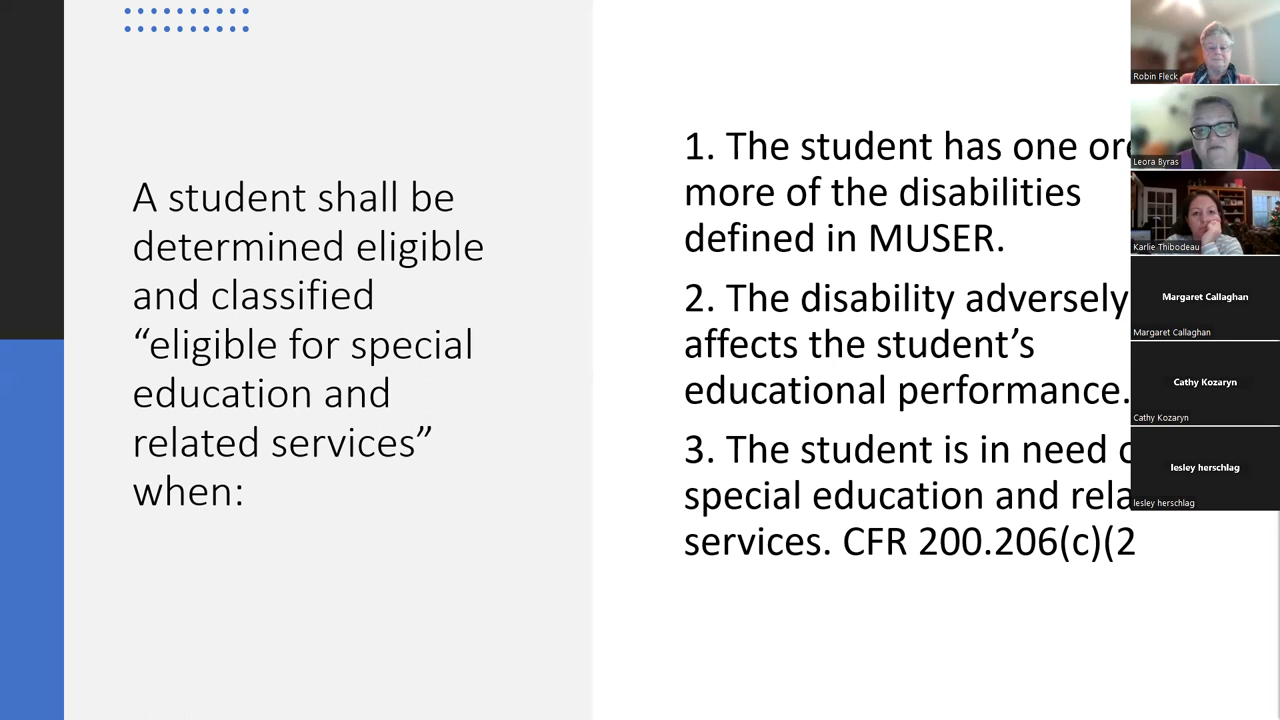 A student shall be
determined eligible
and classified
“eligible for special
education and
related services”
when:
1. The student has one
more of the disabilities
defined in MUSER.
2. The disability adversely
affects the student’s
educational performance.
3. The student is in need
special education and
services. CFR 200.206(c)(2
Robin Fleck
Leora Byras
Karlie Thibodeau
Margaret Callaghan
Margaret Callaghan
Cathy Kozaryn
Cathy Kozaryn
lesley herschlag
lesley herschlag